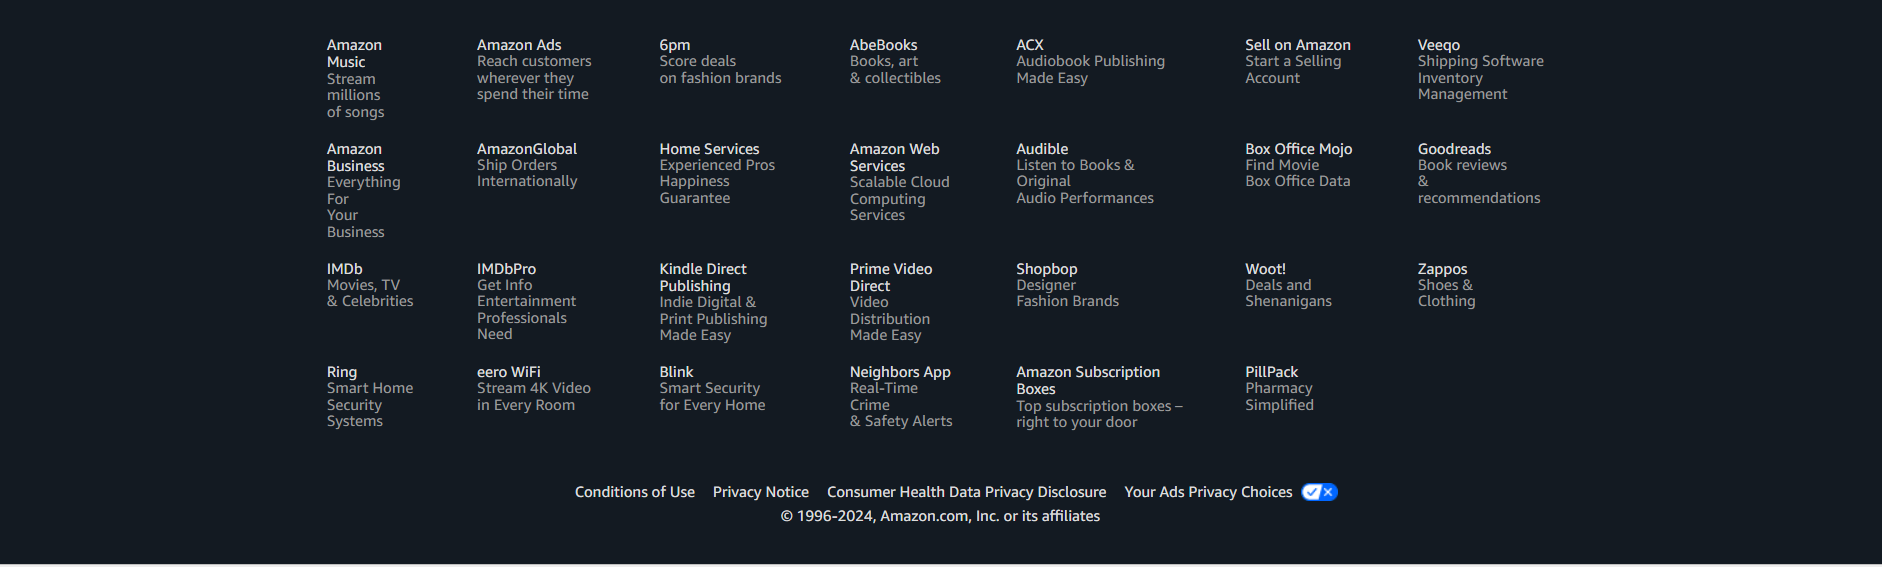 Amazon
Music
Stream
millions
of songs
Amazon Ads
Reach customers
wherever they
spend their time
6pm
Score deals
on fashion brands
AbeBooks
Books, art
& collectibles
ACX
Audiobook Publishing
Made Easy
Sell on Amazon
Start a Selling
Account
Veeqo
Shipping Software
Inventory
Management
Amazon
Business
Everything
For
Your
Business
AmazonGlobal
Ship Orders
Internationally
Home Services
Experienced Pros
Happiness
Guarantee
Amazon Web
Services
Scalable Cloud
Computing
Services
Audible
Listen to Books &
Original
Audio Performances
Box Office Mojo
Find Movie
Box Office Data
Goodreads
Book reviews
&
recommendations
IMDb
Movies, TV
& Celebrities
IMDbPro
Get Info
Entertainment
Professionals
Need
Kindle Direct
Publishing
Indie Digital &
Print Publishing
Made Easy
Prime Video
Direct
Video
Distribution
Made Easy
Shopbop
Designer
Fashion Brands
Woot!
Deals and
Shenanigans
Zappos
Shoes &
Clothing
Ring
Smart Home
Security
Systems
eero WiFi
Stream 4K Video
in Every Room
Blink
Smart Security
for Every Home
Neighbors App
Real-Time
Crime
& Safety Alerts
Amazon Subscription
Boxes
Top subscription boxes –
right to your door
PillPack
Pharmacy
Simplified
Conditions of Use Privacy Notice Consumer Health Data Privacy Disclosure Your Ads Privacy Choices
© 1996-2024, Amazon.com, Inc. or its affiliates